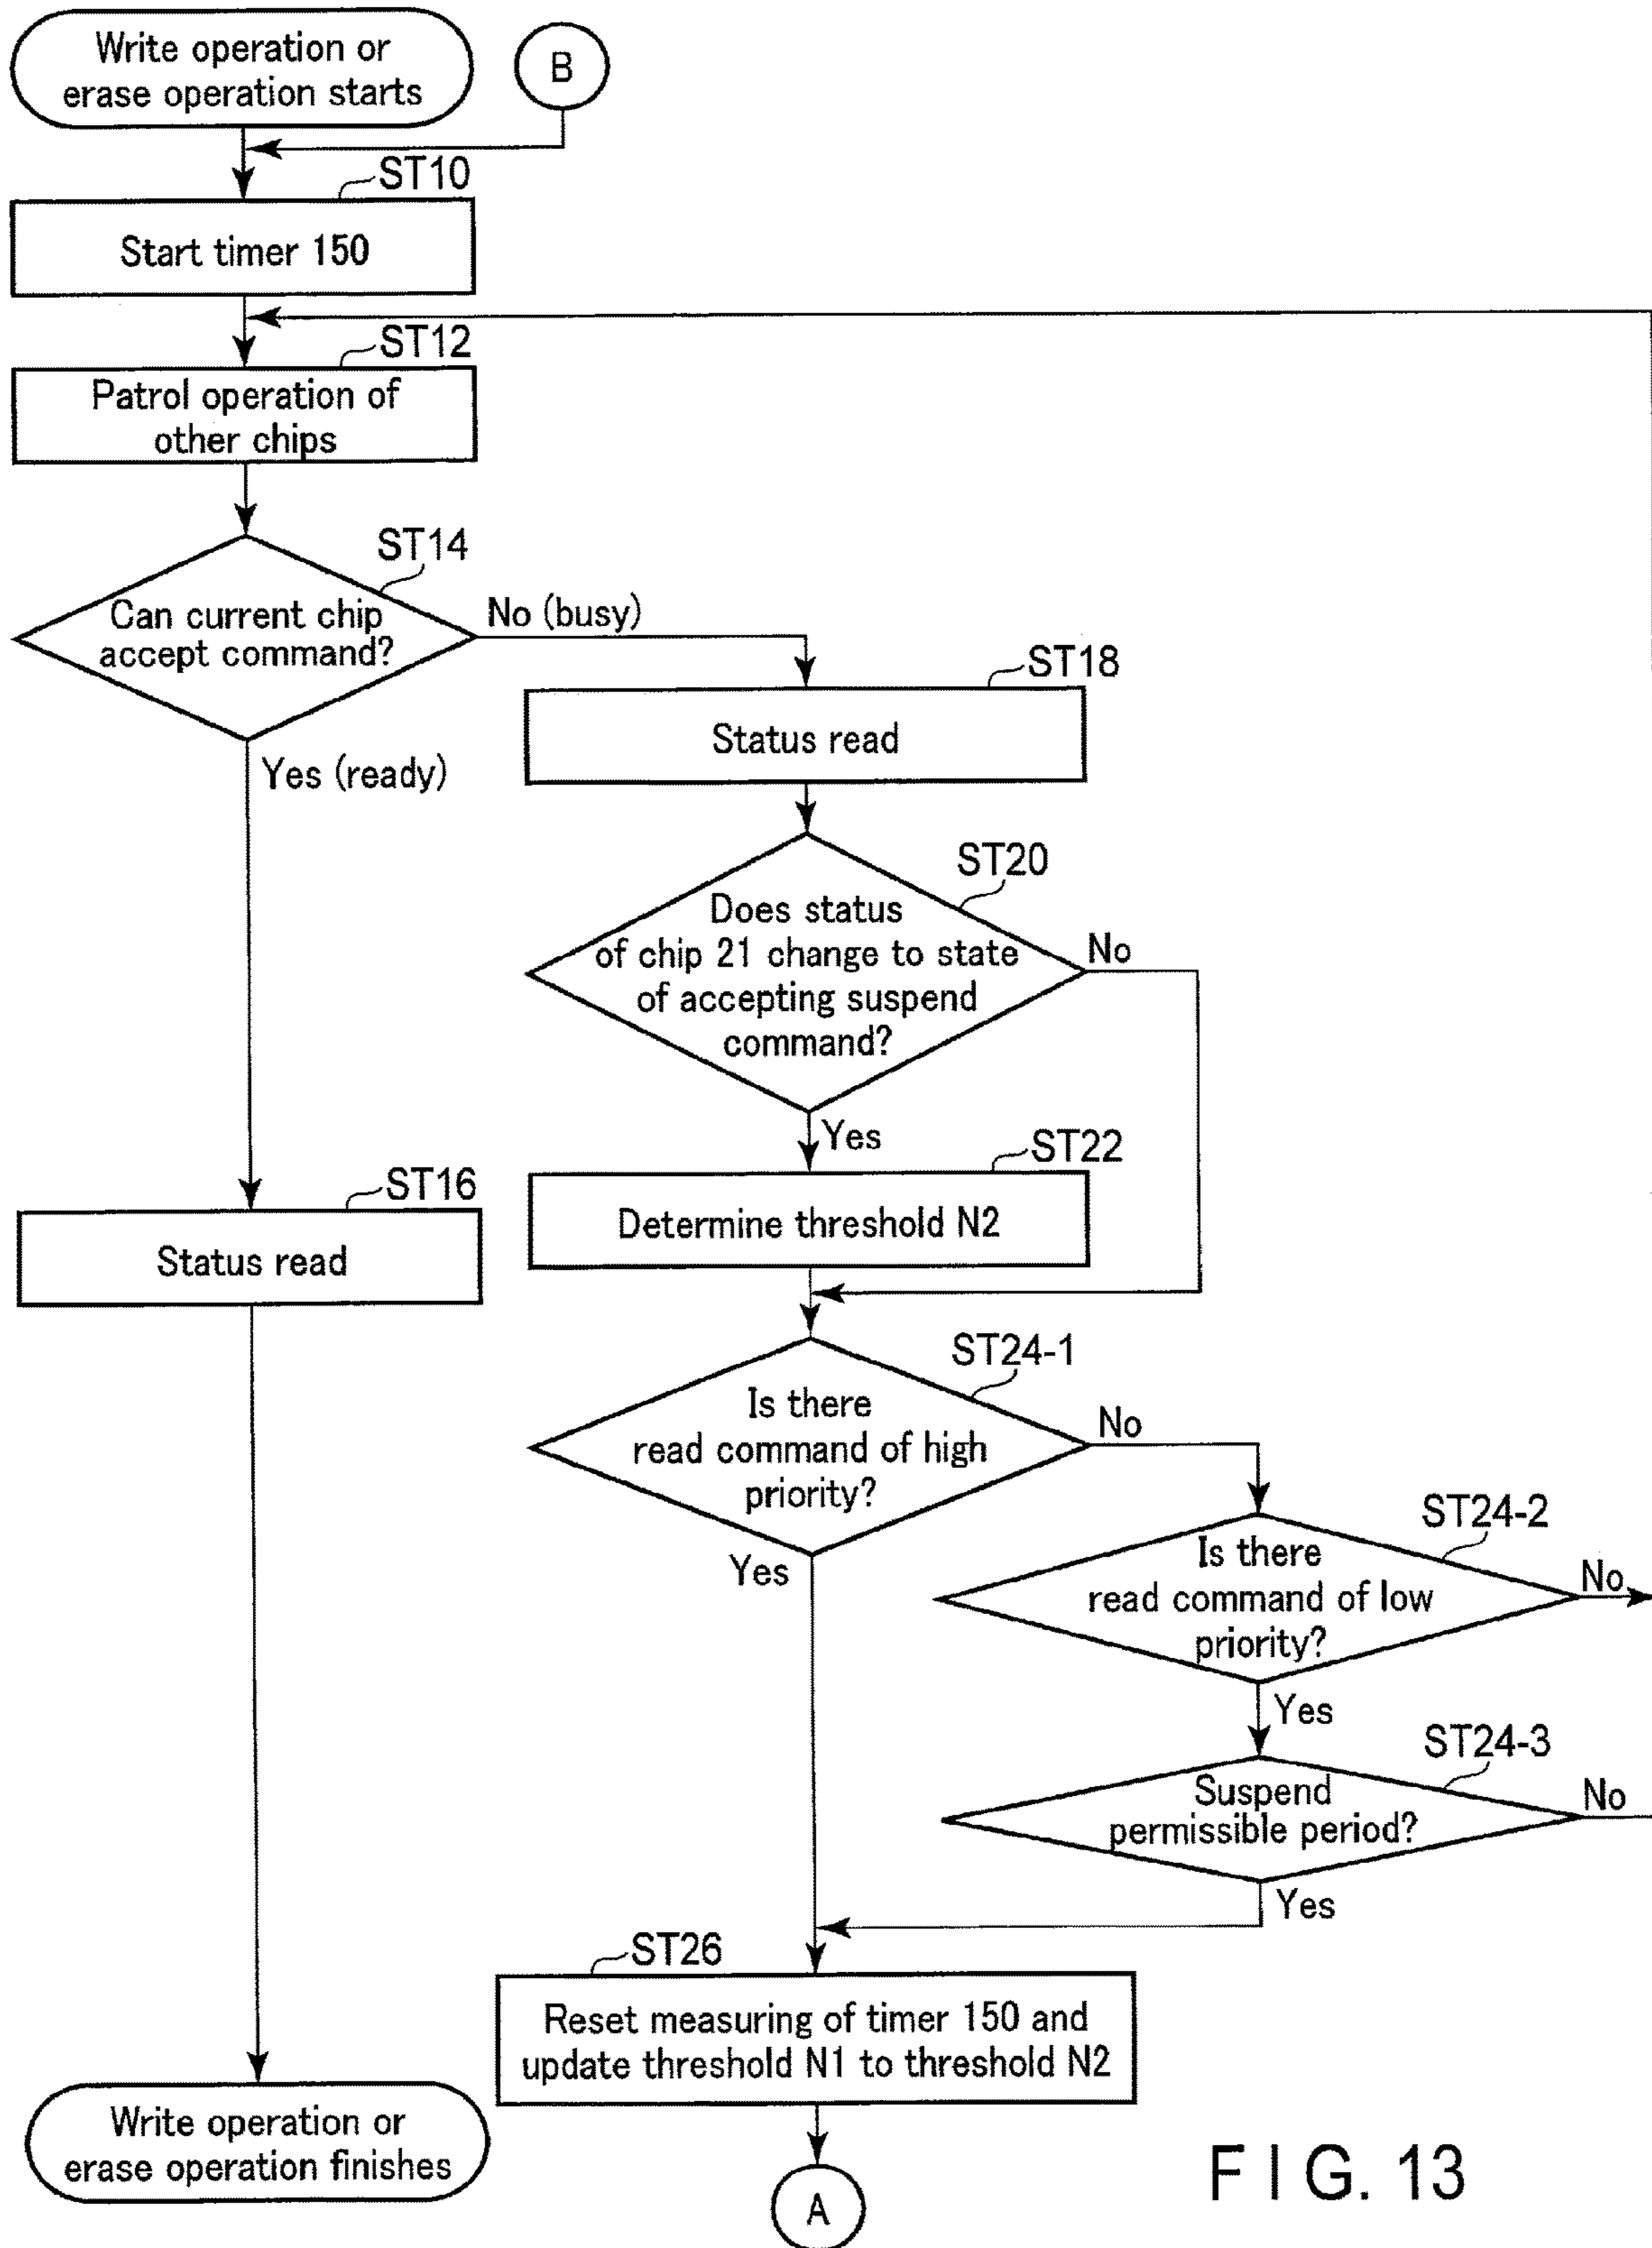 Write operation or
erase operation starts
B
ST10
Start timer 150
ST12
Patrol operation of
other chips
ST14
Can current chip
accept command?
No (busy)
Yes (ready)
ST18
Status read
ST20
Does status
of chip 21 change to state
of accepting suspend
command?
No
Yes
ST22
Determine threshold N2
ST16
Status read
ST24-1
Is there
read command of high
priority?
No
Yes
ST24-2
Is there
read command of low
priority?
No
Yes
ST24-3
Suspend
permissible period?
No
Yes
ST26
Reset measuring of timer 150 and
update threshold N1 to threshold N2
Write operation or
erase operation finishes
A
FIG. 13